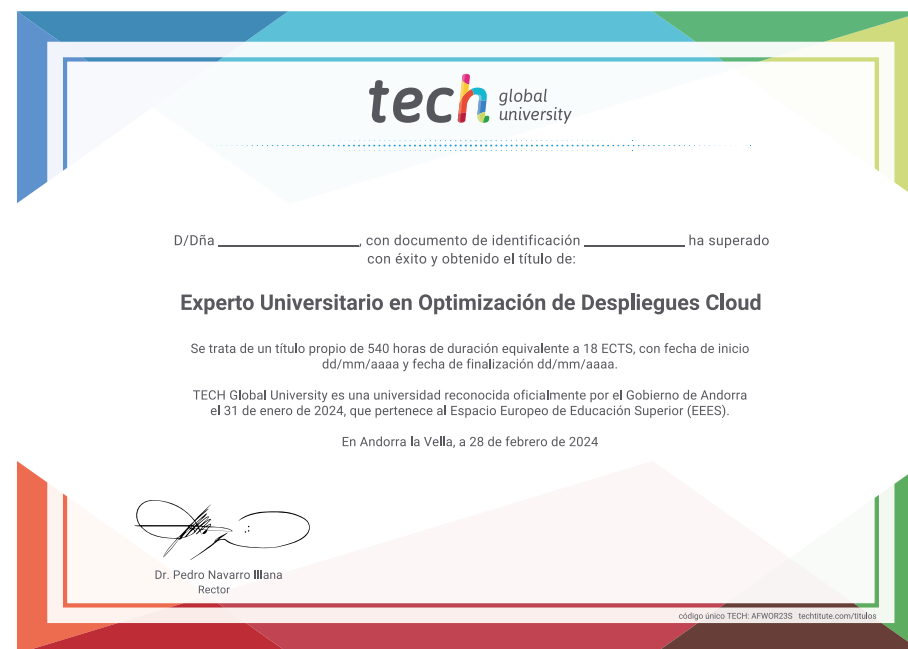 tech global
university
D/Dña ____________________, con documento de identificación ______________ ha superado
con éxito y obtenido el título de:
Experto Universitario en Optimización de Despliegues Cloud
Se trata de un título propio de 540 horas de duración equivalente a 18 ECTS, con fecha de inicio
dd/mm/aaaa y fecha de finalización dd/mm/aaaa.
TECH Global University es una universidad reconocida oficialmente por el Gobierno de Andorra
el 31 de enero de 2024, que pertenece al Espacio Europeo de Educación Superior (EEES).
En Andorra la Vella, a 28 de febrero de 2024
Dr. Pedro Navarro Illana
Rector
código único TECH: AFWOR23S techtitute.com/titulos